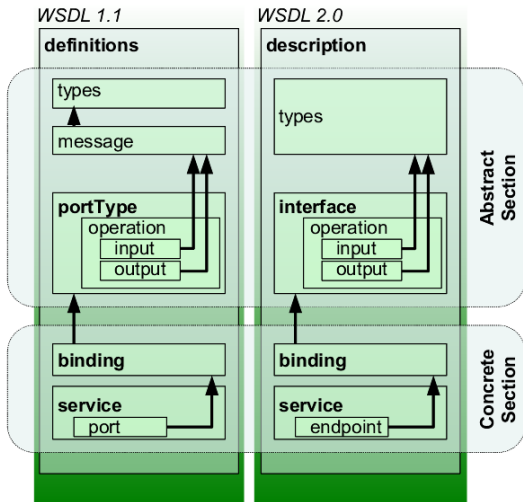 WSDL 1.1
definitions
types
message
portType
operation
input
output
binding
service
port
WSDL 2.0
description
types
interface
operation
input
output
binding
service
endpoint
Abstract
Section
Concrete
Section